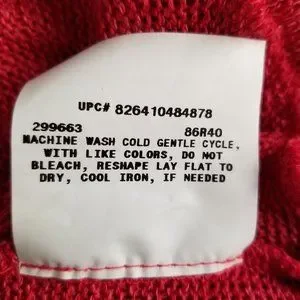 UPC# 826410484878
299663 86R40
MACHINE WASH COLD GENTLE CYCLE,
WITH LIKE COLORS, DO NOT
BLEACH, RESHAPE LAY FLAT TO
DRY, COOL IRON, IF NEEDED